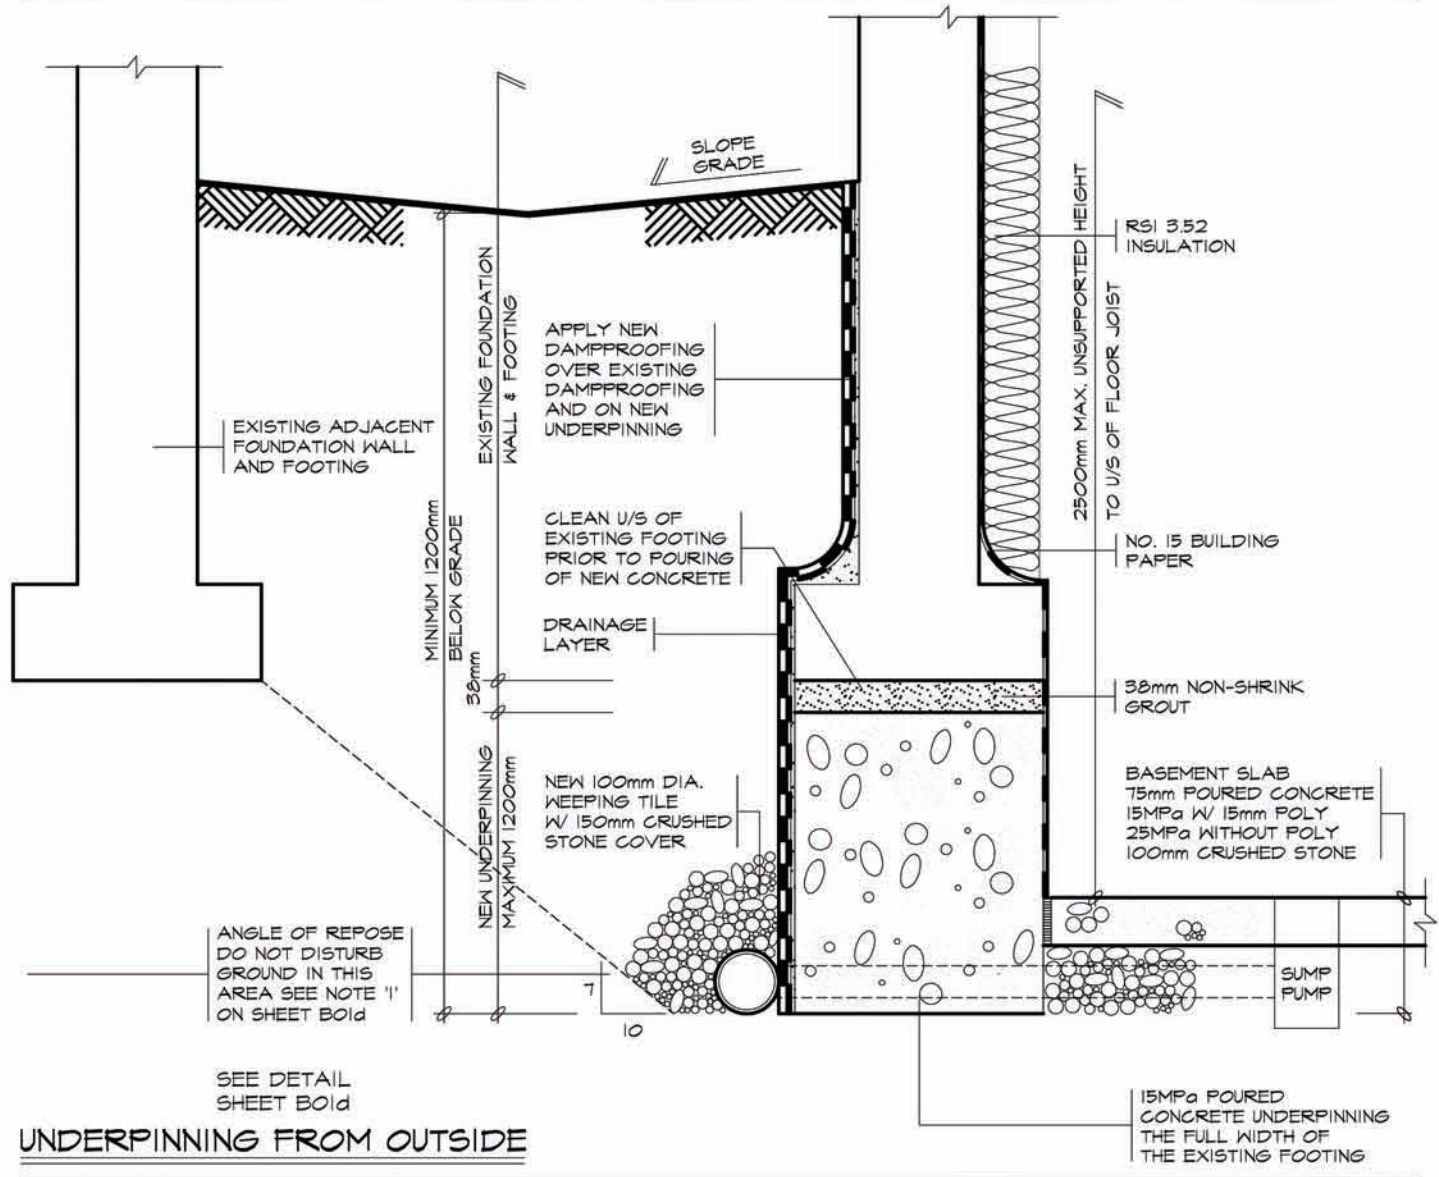 SLOPE
GRADE
RSI 3.52
INSULATION
2500mm MAX. UNSUPPORTED HEIGHT
TO U/S OF FLOOR JOIST
EXISTING FOUNDATION
WALL & FOOTING
APPLY NEW
DAMPPROOFING
OVER EXISTING
DAMPPROOFING
AND ON NEW
UNDERPINNING
EXISTING ADJACENT
FOUNDATION WALL
AND FOOTING
MINIMUM 1200mm
BELOW GRADE
CLEAN U/S OF
EXISTING FOOTING
PRIOR TO POURING
OF NEW CONCRETE
NO. 15 BUILDING
PAPER
DRAINAGE
LAYER
38mm
38mm NON-SHRINK
GROUT
NEW UNDERPINNING
MAXIMUM 1200mm
NEW 100mm DIA.
WEEPING TILE
W/ 150mm CRUSHED
STONE COVER
BASEMENT SLAB
75mm POURED CONCRETE
15MPa W/ 15mm POLY
25MPa WITHOUT POLY
100mm CRUSHED STONE
ANGLE OF REPOSE
DO NOT DISTURB
GROUND IN THIS
AREA SEE NOTE '1'
ON SHEET B01d
7
10
SUMP
PUMP
SEE DETAIL
SHEET B01d
UNDERPINNING FROM OUTSIDE
15MPa POURED
CONCRETE UNDERPINNING
THE FULL WIDTH OF
THE EXISTING FOOTING